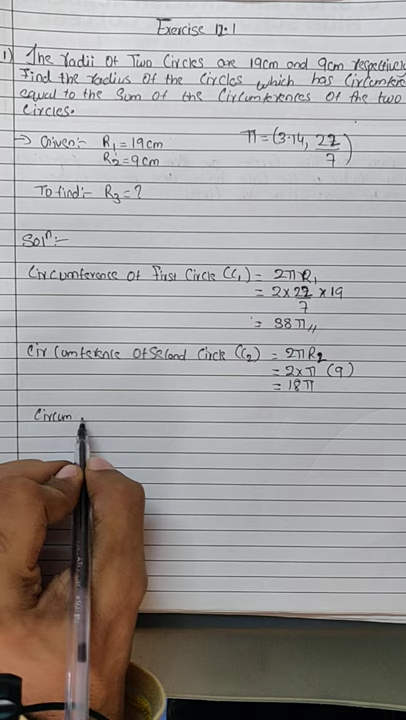 Exercise 12.1
1) The radii of Two Circles are 19cm and 9cm respectively
Find the radius of the circles which has Circumfere
equal to the Sum of the Circumferences of the two
Circles.
→ Given:- R1 = 19cm π = (3.14, 22/7)
R2 = 9cm
To find:- R3 = ?
Solⁿ:-
Circumference of First Circle (C1) = 2πR1
= 2 x 22/7 x 19
= 38π,,
Circumference of Second Circle (C2) = 2πR2
= 2 x π (9)
= 18π
Circum